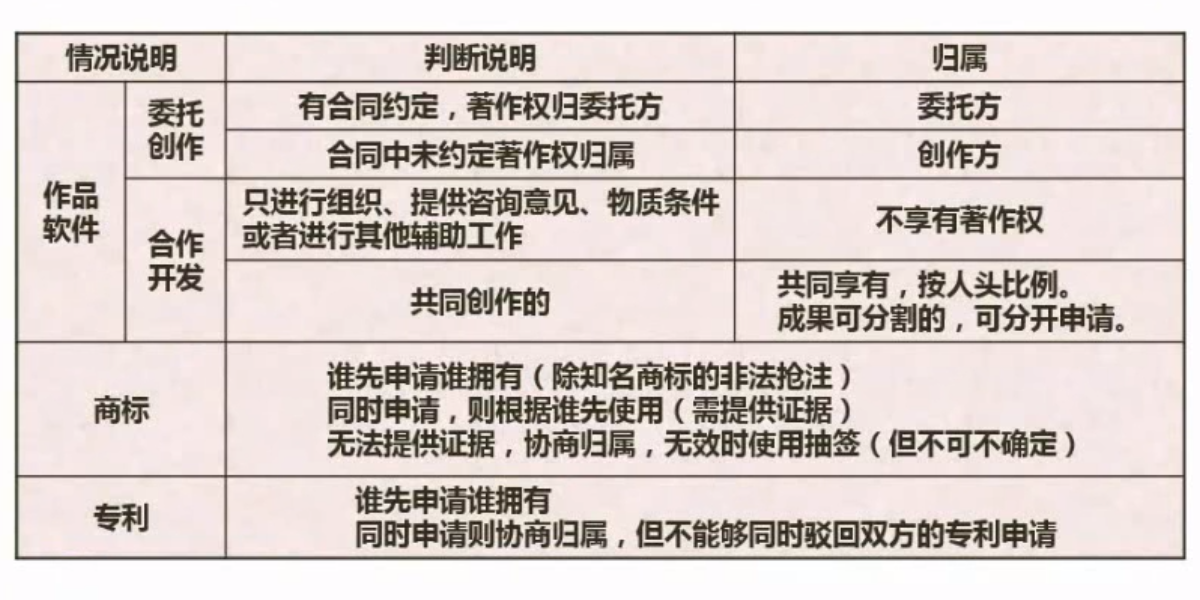 情况说明
判断说明
归属
作品
软件
委托
创作
有合同约定，著作权归委托方
委托方
合同中未约定著作权归属
创作方
合作
开发
只进行组织、提供咨询意见、物质条件
或者进行其他辅助工作
不享有著作权
共同创作的
共同享有，按人头比例。
成果可分割的，可分开申请。
商标
谁先申请谁拥有（除知名商标的非法抢注）
同时申请，则根据谁先使用（需提供证据）
无法提供证据，协商归属，无效时使用抽签（但不可不确定）
专利
谁先申请谁拥有
同时申请则协商归属，但不能够同时驳回双方的专利申请